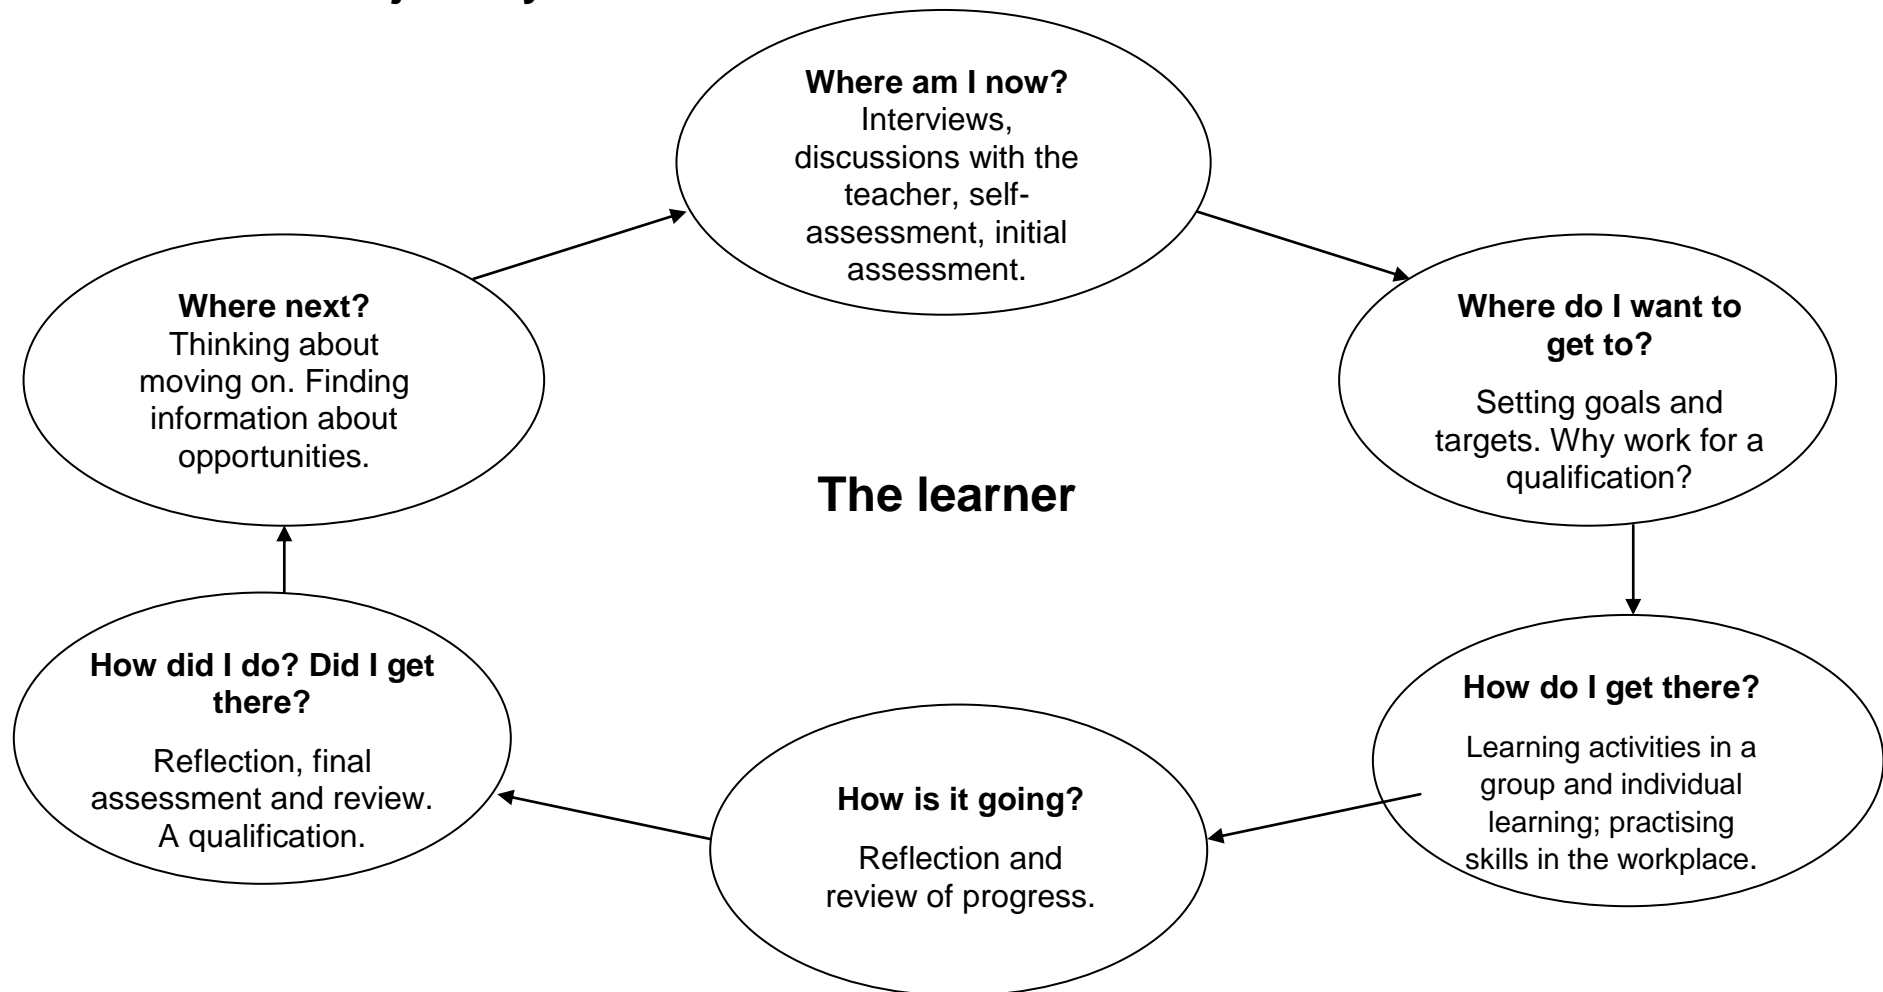 Where am I now?
Interviews,
discussions with the
teacher, self-
assessment, initial
assessment.
Where do I want to
get to?
Setting goals and
targets. Why work for a
qualification?
How do I get there?
Learning activities in a
group and individual
learning; practising
skills in the workplace.
How is it going?
Reflection and
review of progress.
How did I do? Did I get
there?
Reflection, final
assessment and review.
A qualification.
Where next?
Thinking about
moving on. Finding
information about
opportunities.
The learner